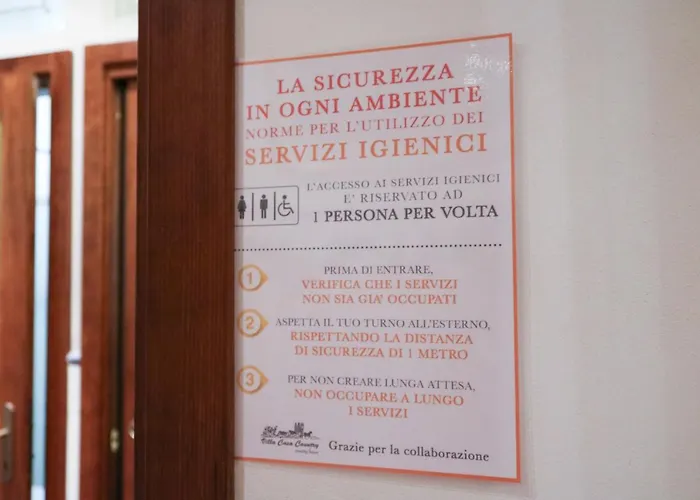 LA SICUREZZA
IN OGNI AMBIENTE
NORME PER L'UTILIZZO DEI
SERVIZI IGIENICI
L'ACCESSO AI SERVIZI IGIENICI
E' RISERVATO AD
1 PERSONA PER VOLTA
1
PRIMA DI ENTRARE,
VERIFICA CHE I SERVIZI
NON SIA GIA' OCCUPATI
2
ASPETTA IL TUO TURNO ALL'ESTERNO,
RISPETTANDO LA DISTANZA
DI SICUREZZA DI 1 METRO
3
PER NON CREARE LUNGA ATTESA,
NON OCCUPARE A LUNGO
I SERVIZI
Villa Casa Country
Grazie per la collaborazione